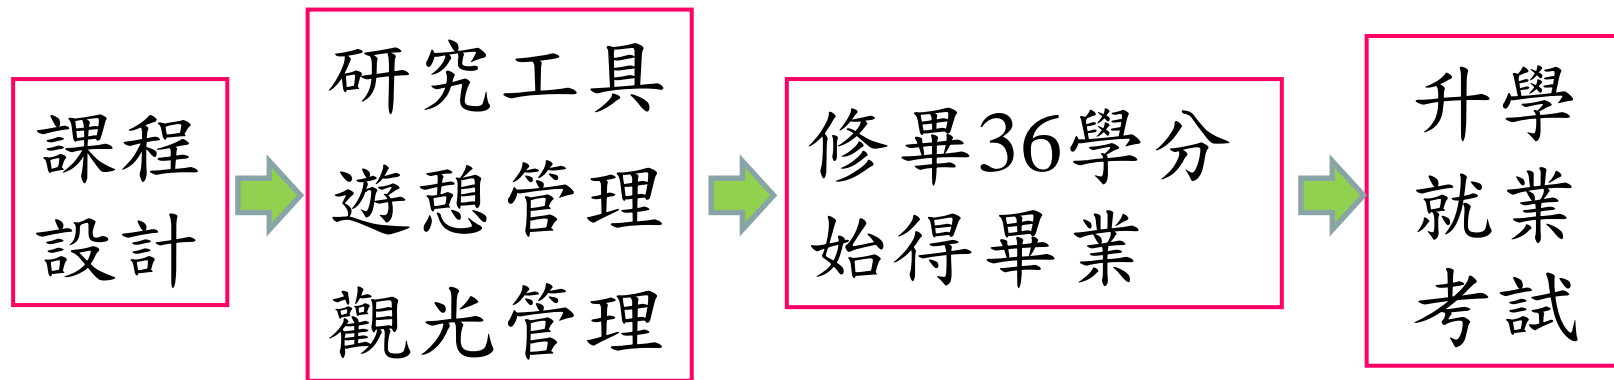 課程
設計
研究工具
遊憩管理
觀光管理
修畢36學分
始得畢業
升學
就業
考試